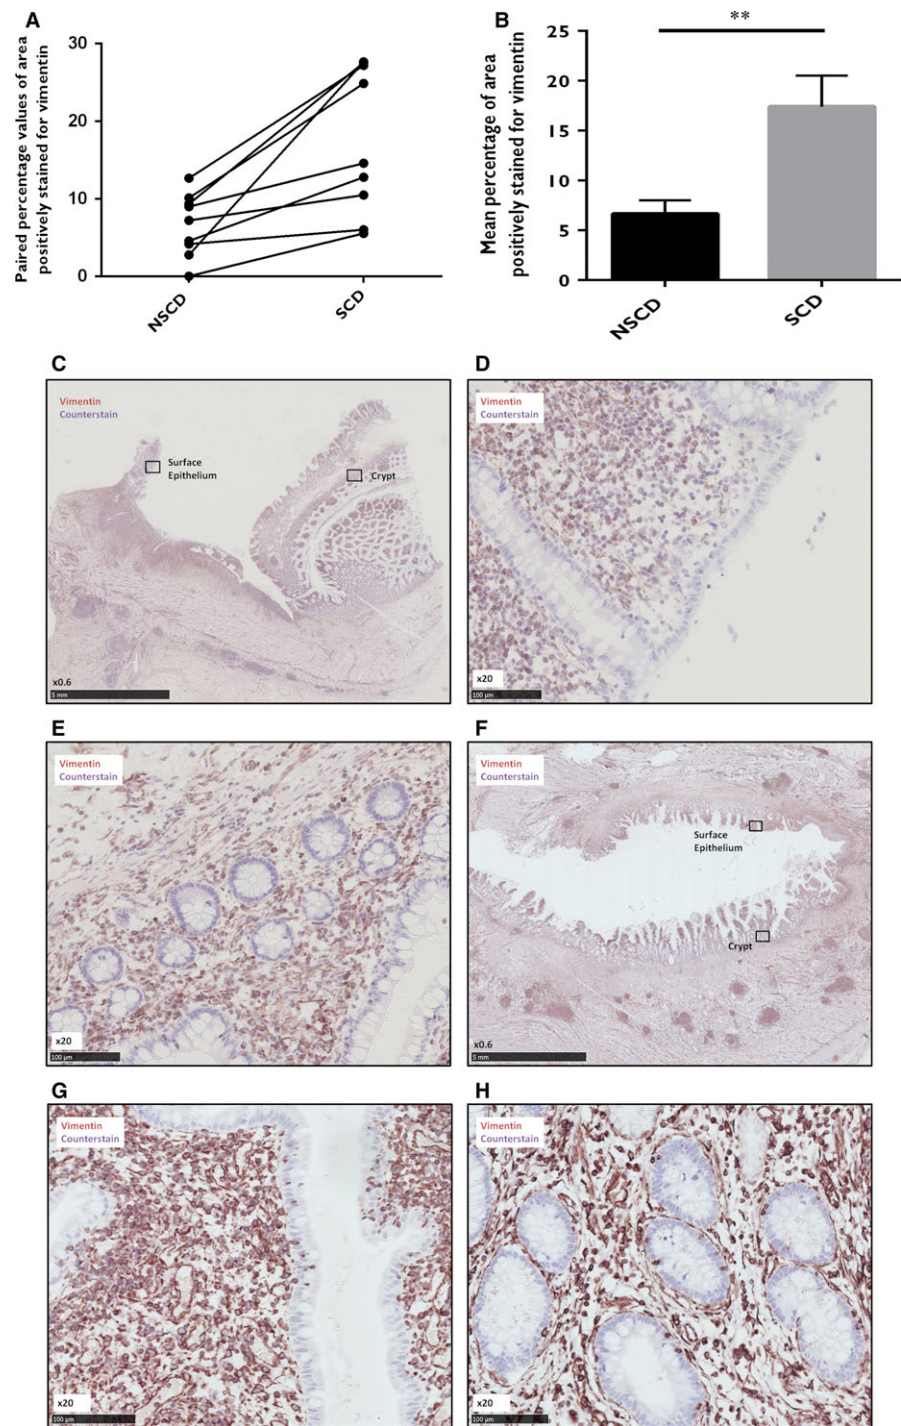 A
Paired percentage values of area
positively stained for vimentin
30
20
10
0
NSCD
SCD
B
**
Mean percentage of area
positively stained for vimentin
25
20
15
10
5
0
NSCD
SCD
C
Vimentin
Counterstain
Surface
Epithelium
Crypt
x0.6
5 mm
D
Vimentin
Counterstain
x20
100 µm
E
Vimentin
Counterstain
x20
100 µm
F
Vimentin
Counterstain
Surface
Epithelium
Crypt
x0.6
5 mm
G
Vimentin
Counterstain
x20
100 µm
H
Vimentin
Counterstain
x20
100 µm